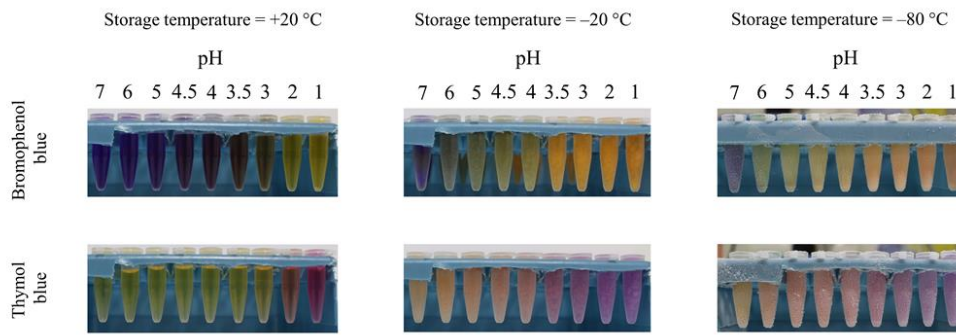 Storage temperature = +20 °C
Storage temperature = –20 °C
Storage temperature = –80 °C
pH
pH
pH
7 6 5 4.5 4 3.5 3 2 1
7 6 5 4.5 4 3.5 3 2 1
7 6 5 4.5 4 3.5 3 2 1
Bromophenol
blue
Thymol
blue